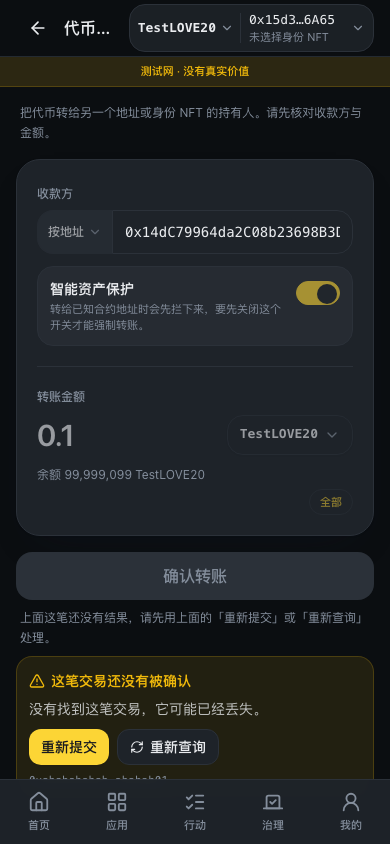 代币...
TestLOVE20
0x15d3…6A65
未选择身份 NFT
测试网 · 没有真实价值
把代币转给另一个地址或身份 NFT 的持有人。请先核对收款方与
金额。
收款方
按地址
0x14dC79964da2C08b23698B3D
智能资产保护
转给已知合约地址时会先拦下来，要先关闭这个
开关才能强制转账。
转账金额
0.1
TestLOVE20
余额 99,999,099 TestLOVE20
全部
确认转账
上面这笔还没有结果，请先用上面的「重新提交」或「重新查询」
处理。
这笔交易还没有被确认
没有找到这笔交易，它可能已经丢失。
重新提交
重新查询
首页
应用
行动
治理
我的